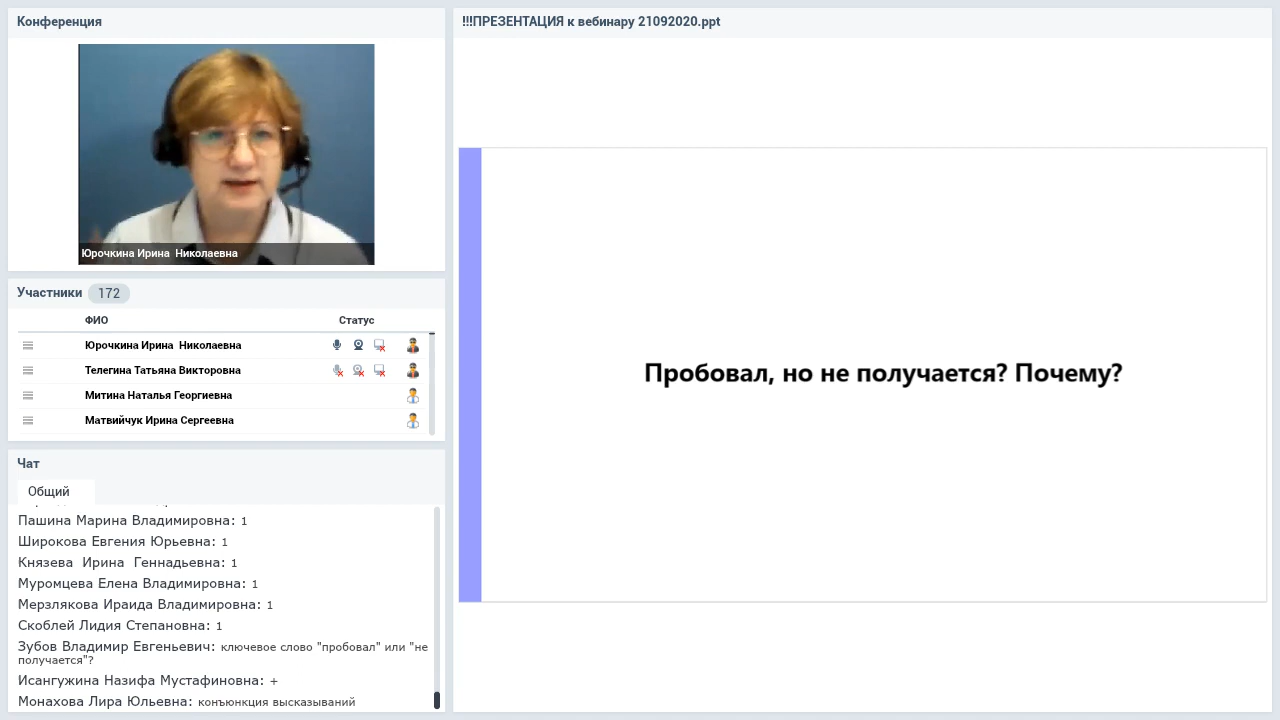 Конференция
Юрочкина Ирина  Николаевна
Участники 172
ФИО Статус
Юрочкина Ирина  Николаевна
Телегина Татьяна Викторовна
Митина Наталья Георгиевна
Матвийчук Ирина Сергеевна
Чат
Общий
Пашина Марина Владимировна: 1
Широкова Евгения Юрьевна: 1
Князева  Ирина  Геннадьевна: 1
Муромцева Елена Владимировна: 1
Мерзлякова Ираида Владимировна: 1
Скоблей Лидия Степановна: 1
Зубов Владимир Евгеньевич: ключевое слово "пробовал" или "не
получается"?
Исангужина Назифа Мустафиновна: +
Монахова Лира Юльевна: конъюнкция высказываний
!!!ПРЕЗЕНТАЦИЯ к вебинару 21092020.ppt
Пробовал, но не получается? Почему?